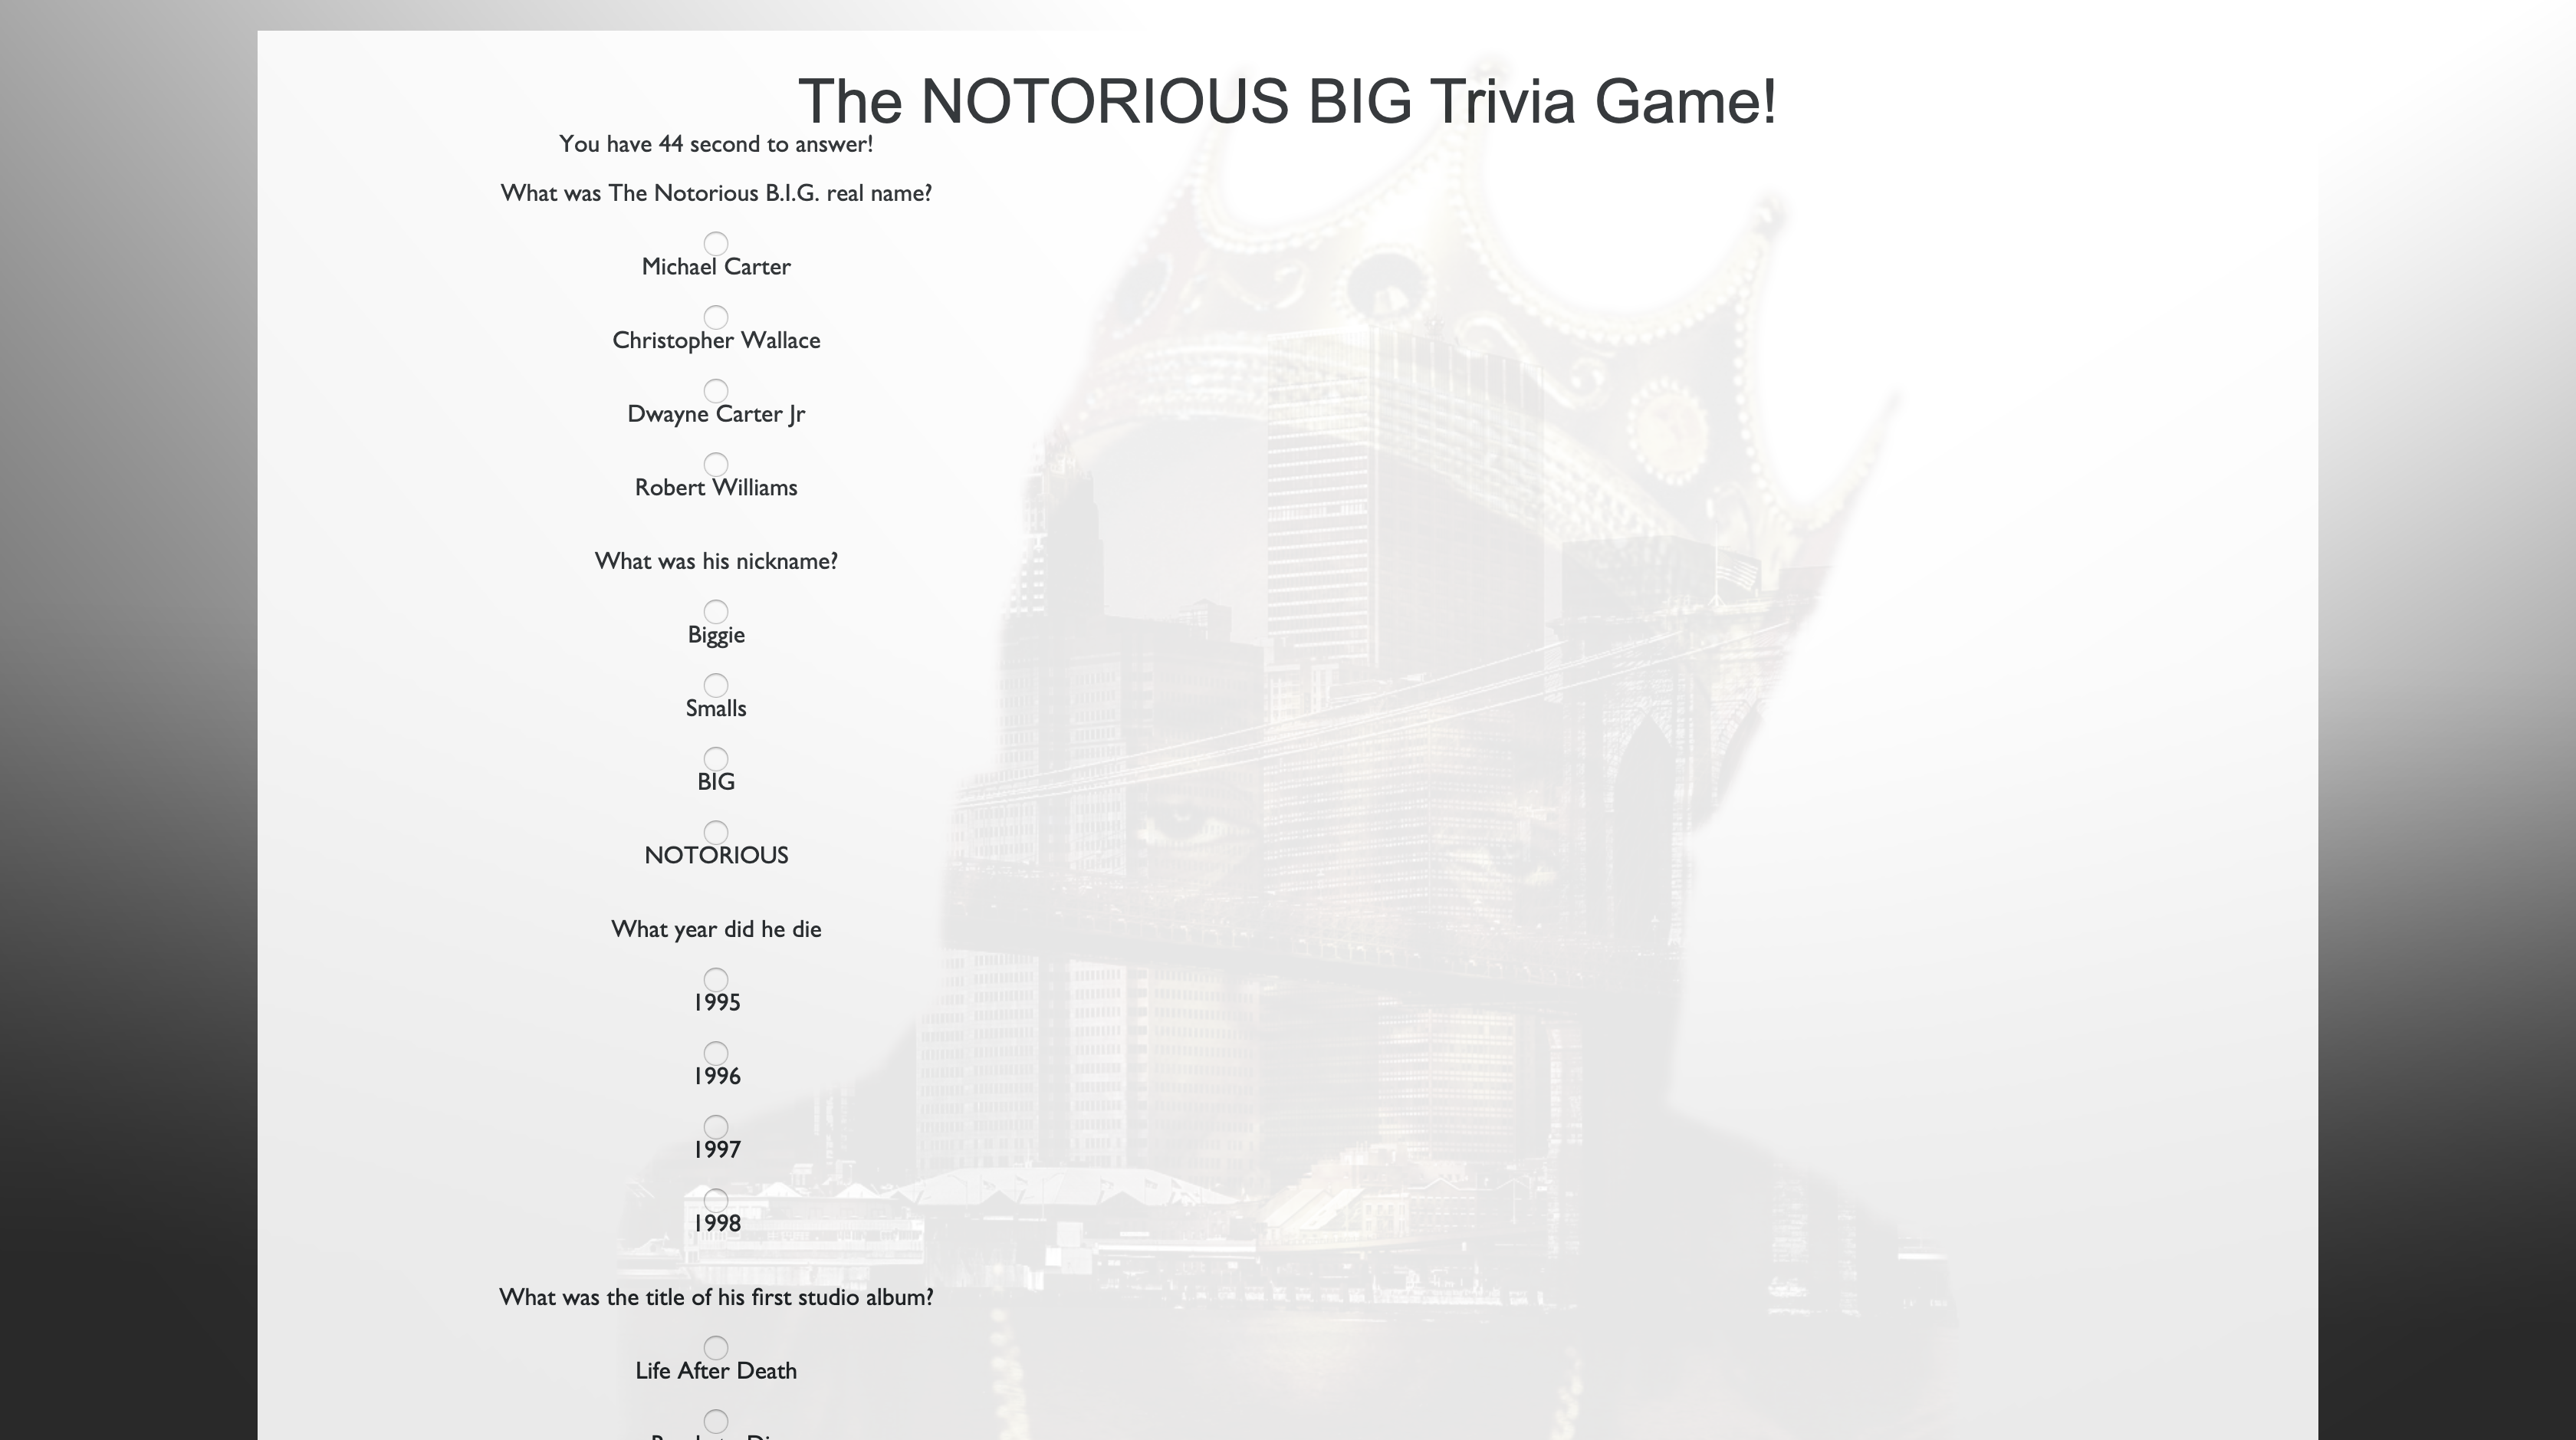 The NOTORIOUS BIG Trivia Game!
You have 44 second to answer!
What was The Notorious B.I.G. real name?
Michael Carter
Christopher Wallace
Dwayne Carter Jr
Robert Williams
What was his nickname?
Biggie
Smalls
BIG
NOTORIOUS
What year did he die
1995
1996
1997
1998
What was the title of his first studio album?
Life After Death